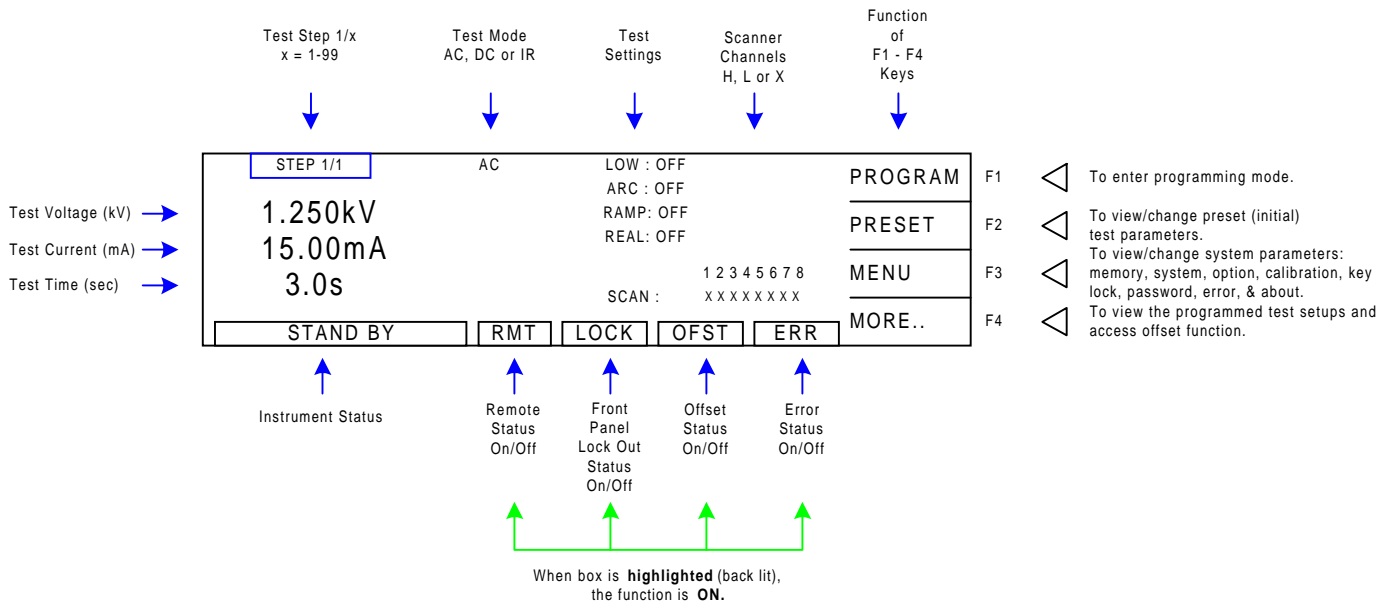 Test Step 1/x
x = 1-99
Test Mode
AC, DC or IR
Test
Settings
Scanner
Channels
H, L or X
Function
of
F1 - F4
Keys
STEP 1/1
AC
LOW : OFF
ARC : OFF
RAMP: OFF
REAL: OFF
Test Voltage (kV)
1.250kV
Test Current (mA)
15.00mA
Test Time (sec)
3.0s
1 2 3 4 5 6 7 8
SCAN : X X X X X X X X
PROGRAM
F1
To enter programming mode.
PRESET
F2
To view/change preset (initial)
test parameters.
MENU
F3
To view/change system parameters:
memory, system, option, calibration, key
lock, password, error, & about.
MORE..
F4
To view the programmed test setups and
access offset function.
STAND BY
RMT
LOCK
OFST
ERR
Instrument Status
Remote
Status
On/Off
Front
Panel
Lock Out
Status
On/Off
Offset
Status
On/Off
Error
Status
On/Off
When box is highlighted (back lit),
the function is ON.